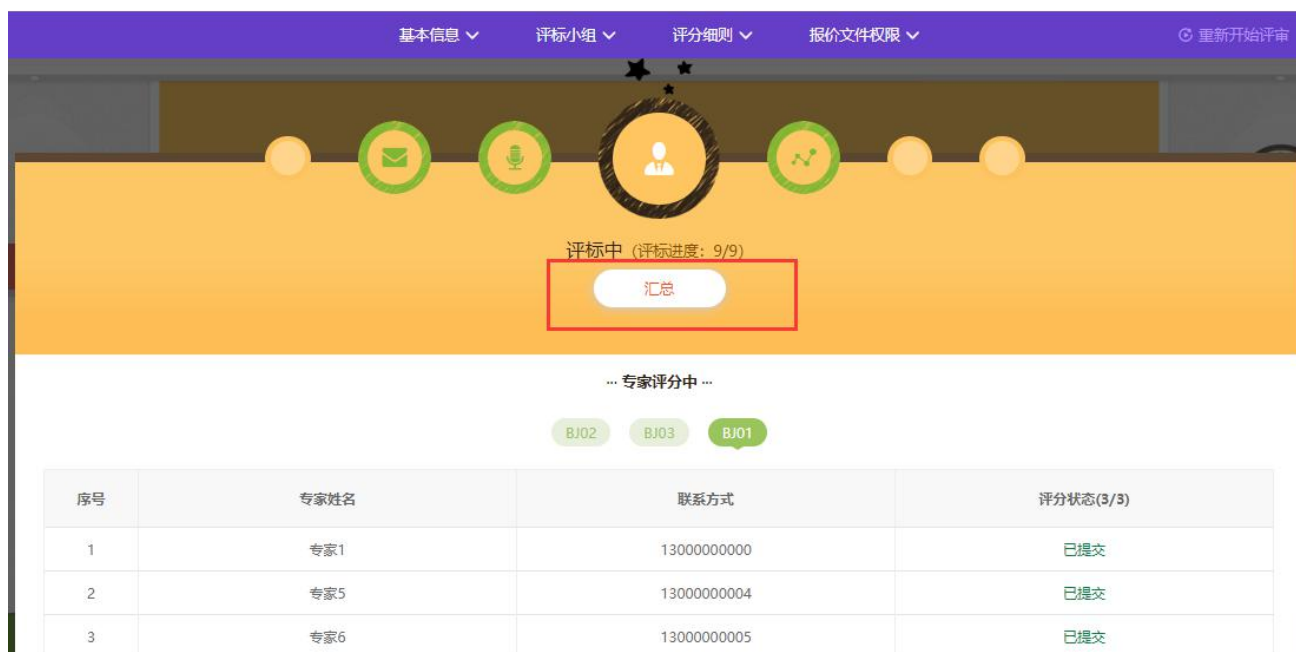 基本信息 评标小组 评分细则 报价文件权限 重新开始评审
评标中（评标进度：9/9）
汇总
··· 专家评分中 ···
BJ02 BJ03 BJ01
序号 专家姓名 联系方式 评分状态(3/3)
1 专家1 13000000000 已提交
2 专家5 13000000004 已提交
3 专家6 13000000005 已提交